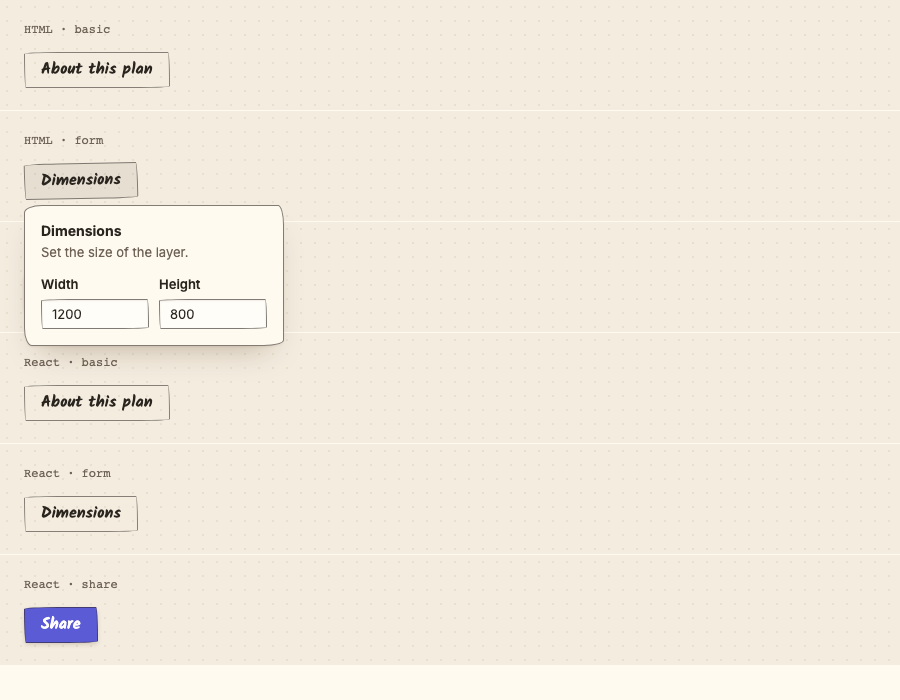 HTML · basic
About this plan
HTML · form
Dimensions
Dimensions
Set the size of the layer.
Width Height
1200 800
React · basic
About this plan
React · form
Dimensions
React · share
Share